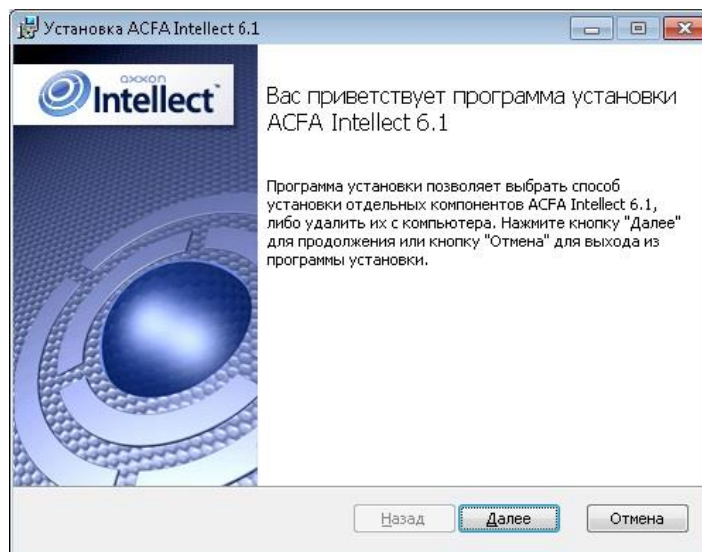 Установка ACFA Intellect 6.1
axxon
Intellect™
Вас приветствует программа установки
ACFA Intellect 6.1
Программа установки позволяет выбрать способ
установки отдельных компонентов ACFA Intellect 6.1,
либо удалить их с компьютера. Нажмите кнопку "Далее"
для продолжения или кнопку "Отмена" для выхода из
программы установки.
Назад
Далее
Отмена